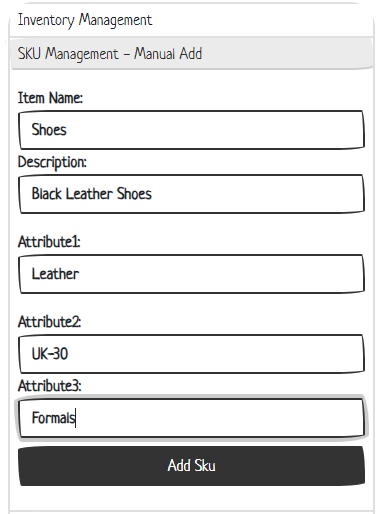 Inventory Management
SKU Management - Manual Add
Item Name:
Shoes
Description:
Black Leather Shoes
Attribute1:
Leather
Attribute2:
UK-30
Attribute3:
Formals
Add Sku